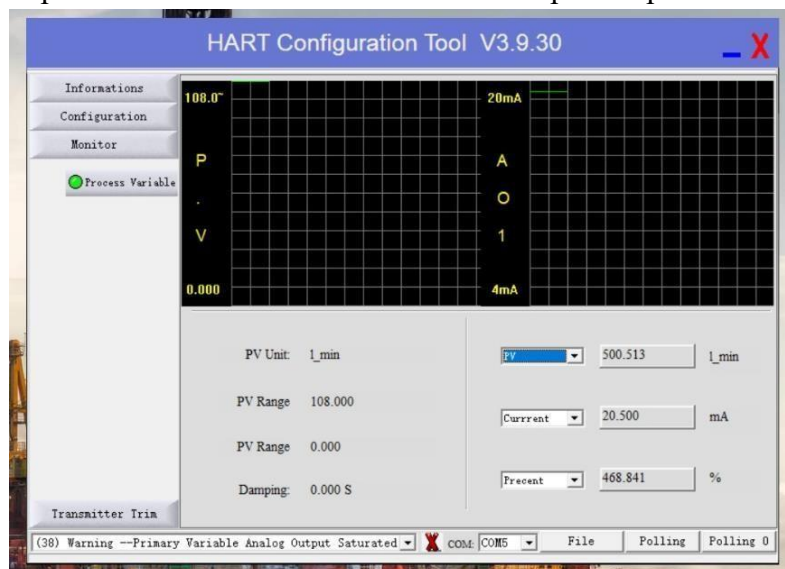 HART Configuration Tool V3.9.30
X
Informations
Configuration
Monitor
Process Variable
Transmitter Trim
108.0~
P
.
V
0.000
20mA
A
O
1
4mA
PV Unit: l_min
PV Range 108.000
PV Range 0.000
Damping: 0.000 S
PV 500.513 l_min
Currrent 20.500 mA
Precent 468.841 %
(38) Warning --Primary Variable Analog Output Saturated
COM: COM5
File
Polling
Polling 0